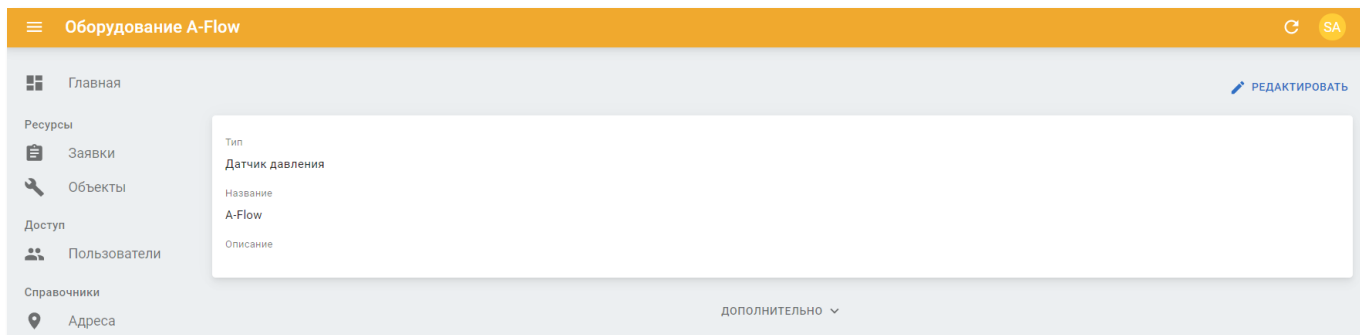 Оборудование A-Flow
SA
Главная
РЕДАКТИРОВАТЬ
Ресурсы
Заявки
Объекты
Доступ
Пользователи
Справочники
Адреса
Тип
Датчик давления
Название
A-Flow
Описание
ДОПОЛНИТЕЛЬНО